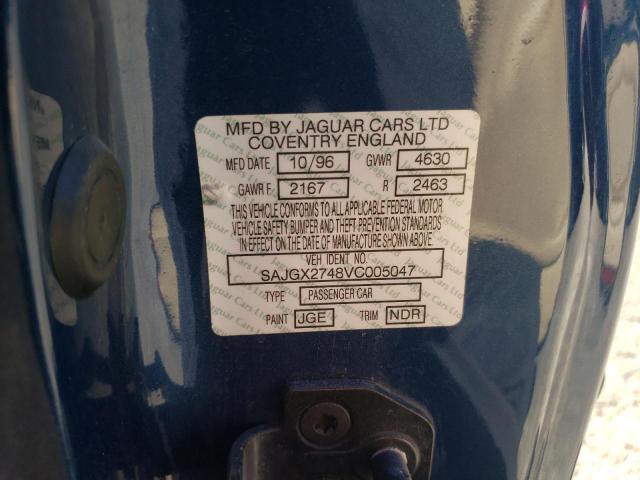 MFD BY JAGUAR CARS LTD
COVENTRY ENGLAND
MFD DATE 10/96 GVWR 4630
GAWR F 2167 R 2463
THIS VEHICLE CONFORMS TO ALL APPLICABLE FEDERAL MOTOR
VEHICLE SAFETY BUMPER AND THEFT PREVENTION STANDARDS
IN EFFECT ON THE DATE OF MANUFACTURE SHOWN ABOVE.
VEH IDENT NO.
SAJGX2748VC005047
TYPE PASSENGER CAR
PAINT JGE TRIM NDR